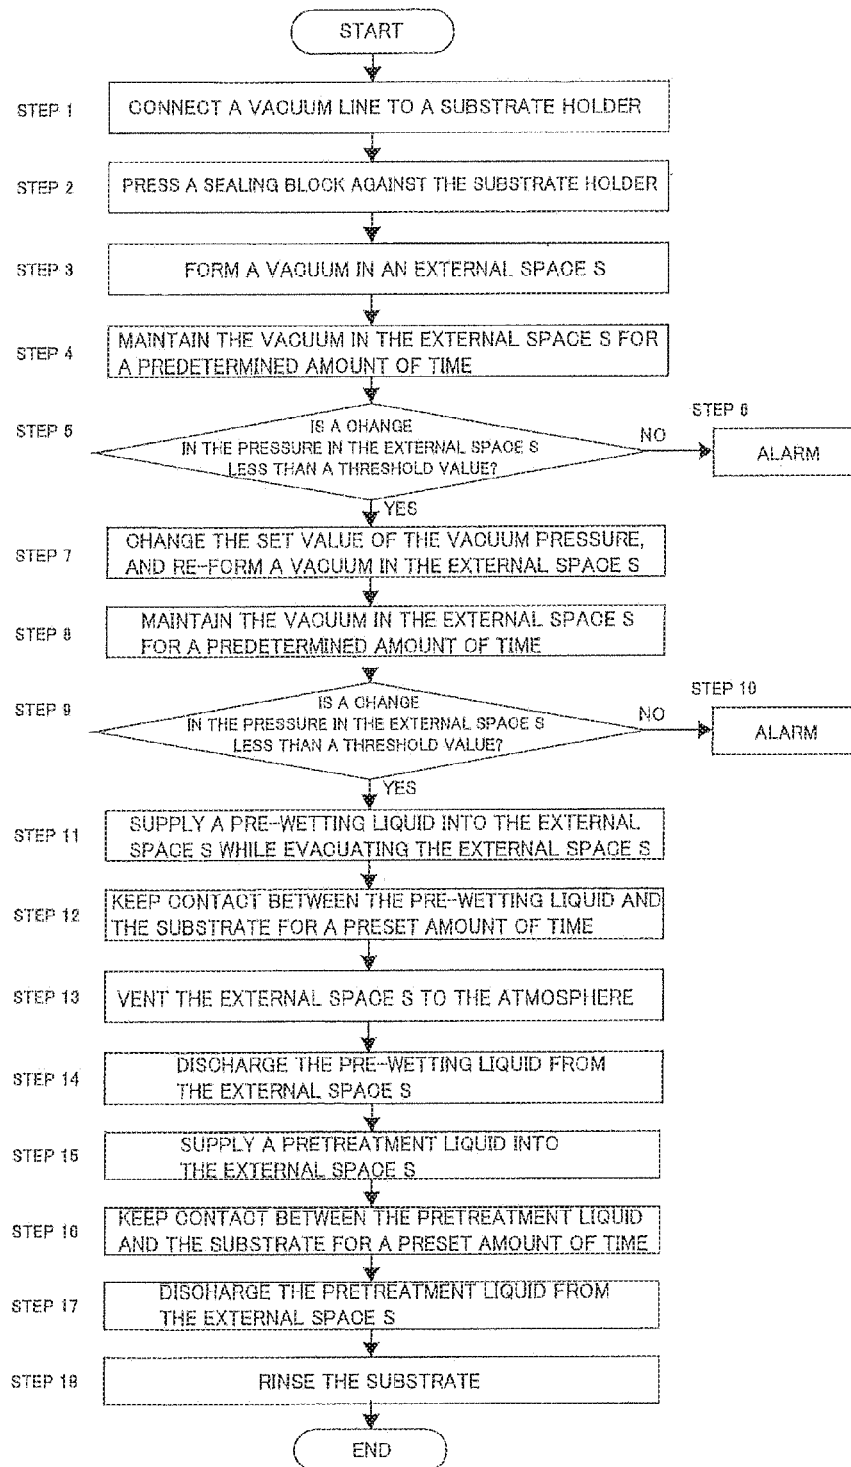 START
STEP 1
CONNECT A VACUUM LINE TO A SUBSTRATE HOLDER
STEP 2
PRESS A SEALING BLOCK AGAINST THE SUBSTRATE HOLDER
STEP 3
FORM A VACUUM IN AN EXTERNAL SPACE S
STEP 4
MAINTAIN THE VACUUM IN THE EXTERNAL SPACE S FOR
A PREDETERMINED AMOUNT OF TIME
STEP 5
IS A CHANGE
IN THE PRESSURE IN THE EXTERNAL SPACE S
LESS THAN A THRESHOLD VALUE?
NO
STEP 6
ALARM
YES
STEP 7
CHANGE THE SET VALUE OF THE VACUUM PRESSURE,
AND RE-FORM A VACUUM IN THE EXTERNAL SPACE S
STEP 8
MAINTAIN THE VACUUM IN THE EXTERNAL SPACE S
FOR A PREDETERMINED AMOUNT OF TIME
STEP 9
IS A CHANGE
IN THE PRESSURE IN THE EXTERNAL SPACE S
LESS THAN A THRESHOLD VALUE?
NO
STEP 10
ALARM
YES
STEP 11
SUPPLY A PRE-WETTING LIQUID INTO THE EXTERNAL
SPACE S WHILE EVACUATING THE EXTERNAL SPACE S
STEP 12
KEEP CONTACT BETWEEN THE PRE-WETTING LIQUID AND
THE SUBSTRATE FOR A PRESET AMOUNT OF TIME
STEP 13
VENT THE EXTERNAL SPACE S TO THE ATMOSPHERE
STEP 14
DISCHARGE THE PRE-WETTING LIQUID FROM
THE EXTERNAL SPACE S
STEP 15
SUPPLY A PRETREATMENT LIQUID INTO
THE EXTERNAL SPACE S
STEP 16
KEEP CONTACT BETWEEN THE PRETREATMENT LIQUID
AND THE SUBSTRATE FOR A PRESET AMOUNT OF TIME
STEP 17
DISCHARGE THE PRETREATMENT LIQUID FROM
THE EXTERNAL SPACE S
STEP 18
RINSE THE SUBSTRATE
END